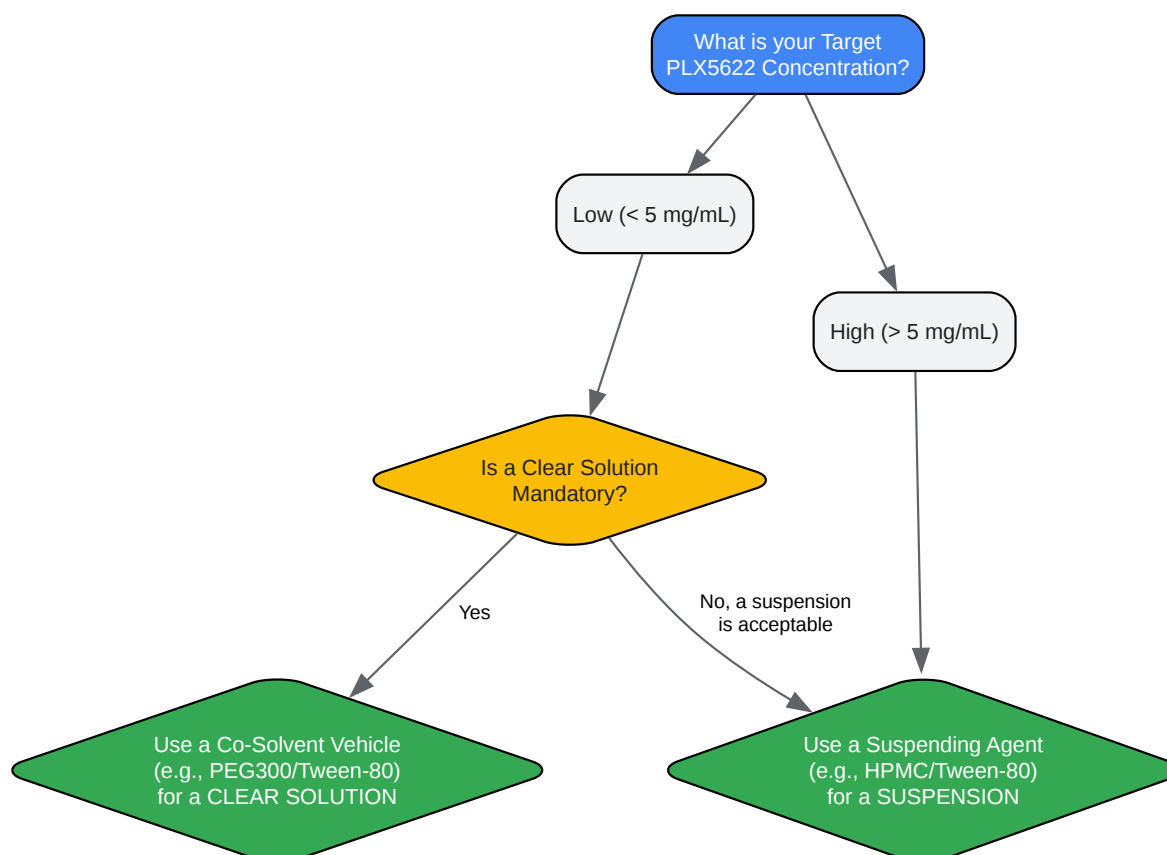 What is your Target
PLX5622 Concentration?
Low (< 5 mg/mL)
High (> 5 mg/mL)
Is a Clear Solution
Mandatory?
Yes
No, a suspension
is acceptable
Use a Co-Solvent Vehicle
(e.g., PEG300/Tween-80)
for a CLEAR SOLUTION
Use a Suspending Agent
(e.g., HPMC/Tween-80)
for a SUSPENSION